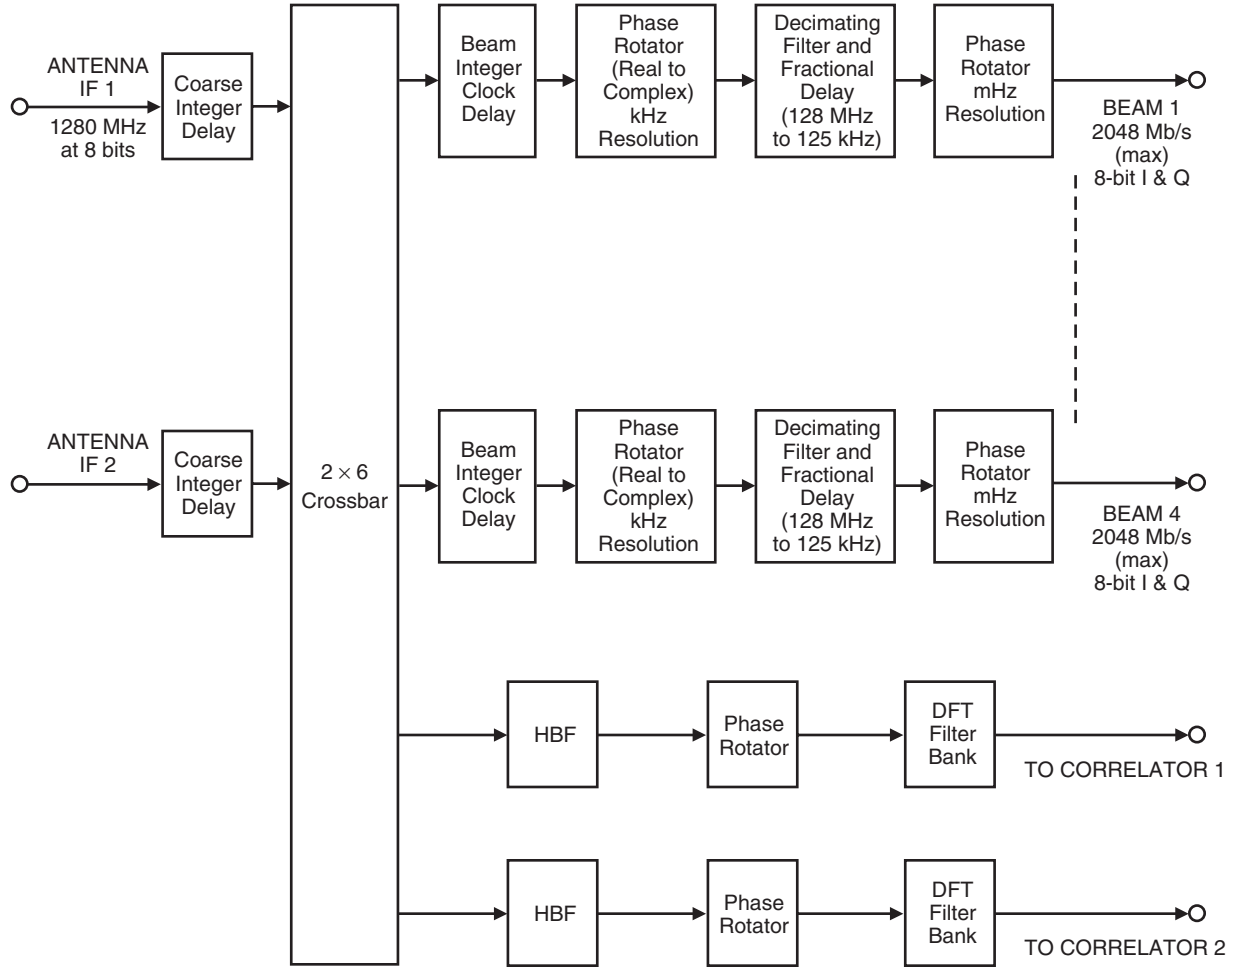 ANTENNA
IF 1
1280 MHz
at 8 bits
Coarse
Integer
Delay
Beam
Integer
Clock
Delay
Phase
Rotator
(Real to
Complex)
kHz
Resolution
Decimating
Filter and
Fractional
Delay
(128 MHz
to 125 kHz)
Phase
Rotator
mHz
Resolution
BEAM 1
2048 Mb/s
(max)
8-bit I & Q
ANTENNA
IF 2
Coarse
Integer
Delay
2 × 6
Crossbar
Beam
Integer
Clock
Delay
Phase
Rotator
(Real to
Complex)
kHz
Resolution
Decimating
Filter and
Fractional
Delay
(128 MHz
to 125 kHz)
Phase
Rotator
mHz
Resolution
BEAM 4
2048 Mb/s
(max)
8-bit I & Q
HBF
Phase
Rotator
DFT
Filter
Bank
TO CORRELATOR 1
HBF
Phase
Rotator
DFT
Filter
Bank
TO CORRELATOR 2